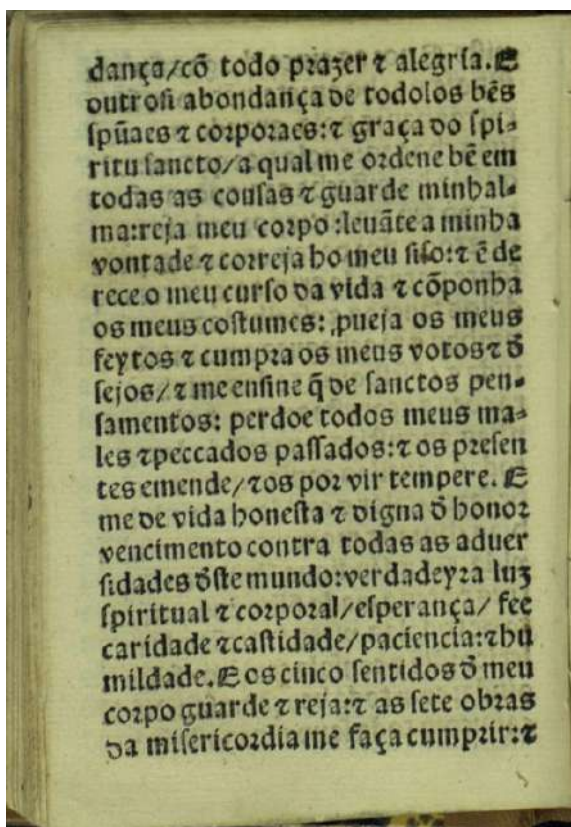 dança/cõ todo prazer ⁊ alegria. E
outrosi abondança de todolos bẽs
spũaes ⁊ corporaes: ⁊ graça do spi-
ritu sancto/a qual me ordene bẽ em
todas as cousas ⁊ guarde minhal-
ma: reja meu corpo: leuãte a minha
vontade ⁊ correja ho meu siso: ⁊ ẽ de
rece o meu curso da vida ⁊ cõponha
os meus costumes: ꝓueja os meus
feytos ⁊ cumpra os meus votos ⁊ đ
sejos/ ⁊ me ensine q̃ de sanctos pen-
samentos: perdoe todos meus ma-
les ⁊ peccados passados: ⁊ os presen
tes emende/ ⁊ os por vir tempere. E
me de vida honesta ⁊ digna đ honor
vencimento contra todas as aduer
sidades đste mundo: verdadeyra luz
spiritual ⁊ corporal/esperança/ fee
caridade ⁊ castidade/paciencia: ⁊ hu
mildade. E os cinco sentidos đ meu
corpo guarde ⁊ reja: ⁊ as sete obras
da misericordia me faça cumprir: ⁊